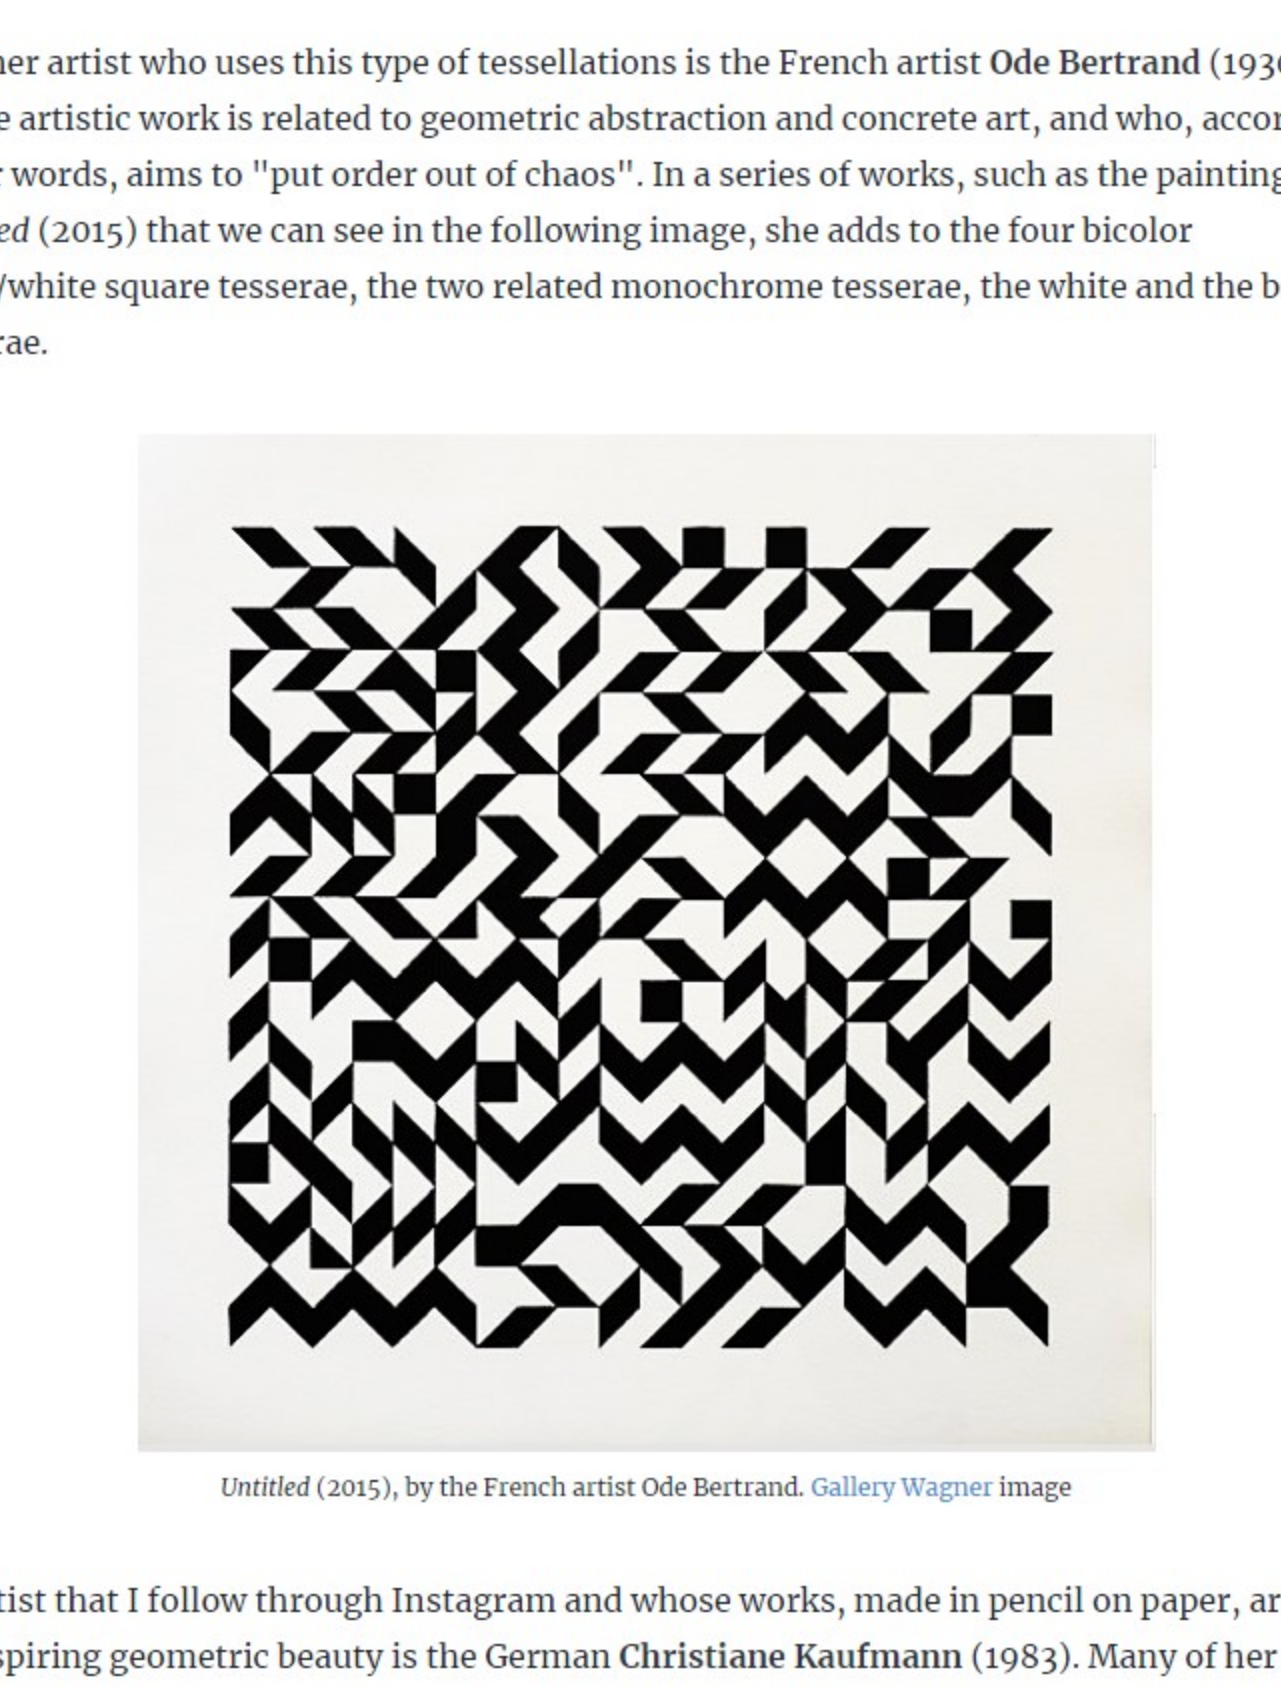 ner artist who uses this type of tessellations is the French artist Ode Bertrand (193
e artistic work is related to geometric abstraction and concrete art, and who, accor
r words, aims to "put order out of chaos". In a series of works, such as the painting
ed (2015) that we can see in the following image, she adds to the four bicolor
/white square tesserae, the two related monochrome tesserae, the white and the b
rae.
Untitled (2015), by the French artist Ode Bertrand. Gallery Wagner image
tist that I follow through Instagram and whose works, made in pencil on paper, ar
spiring geometric beauty is the German Christiane Kaufmann (1983). Many of her